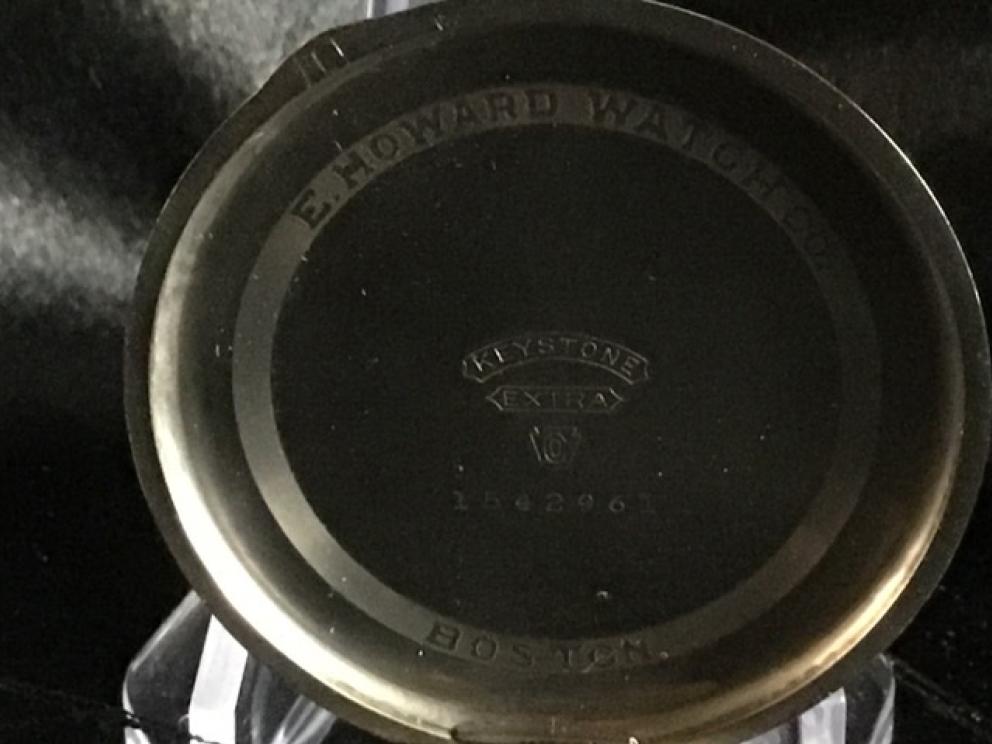 E. HOWARD WATCH CO.
KEYSTONE
EXTRA
1542961
BOSTON.